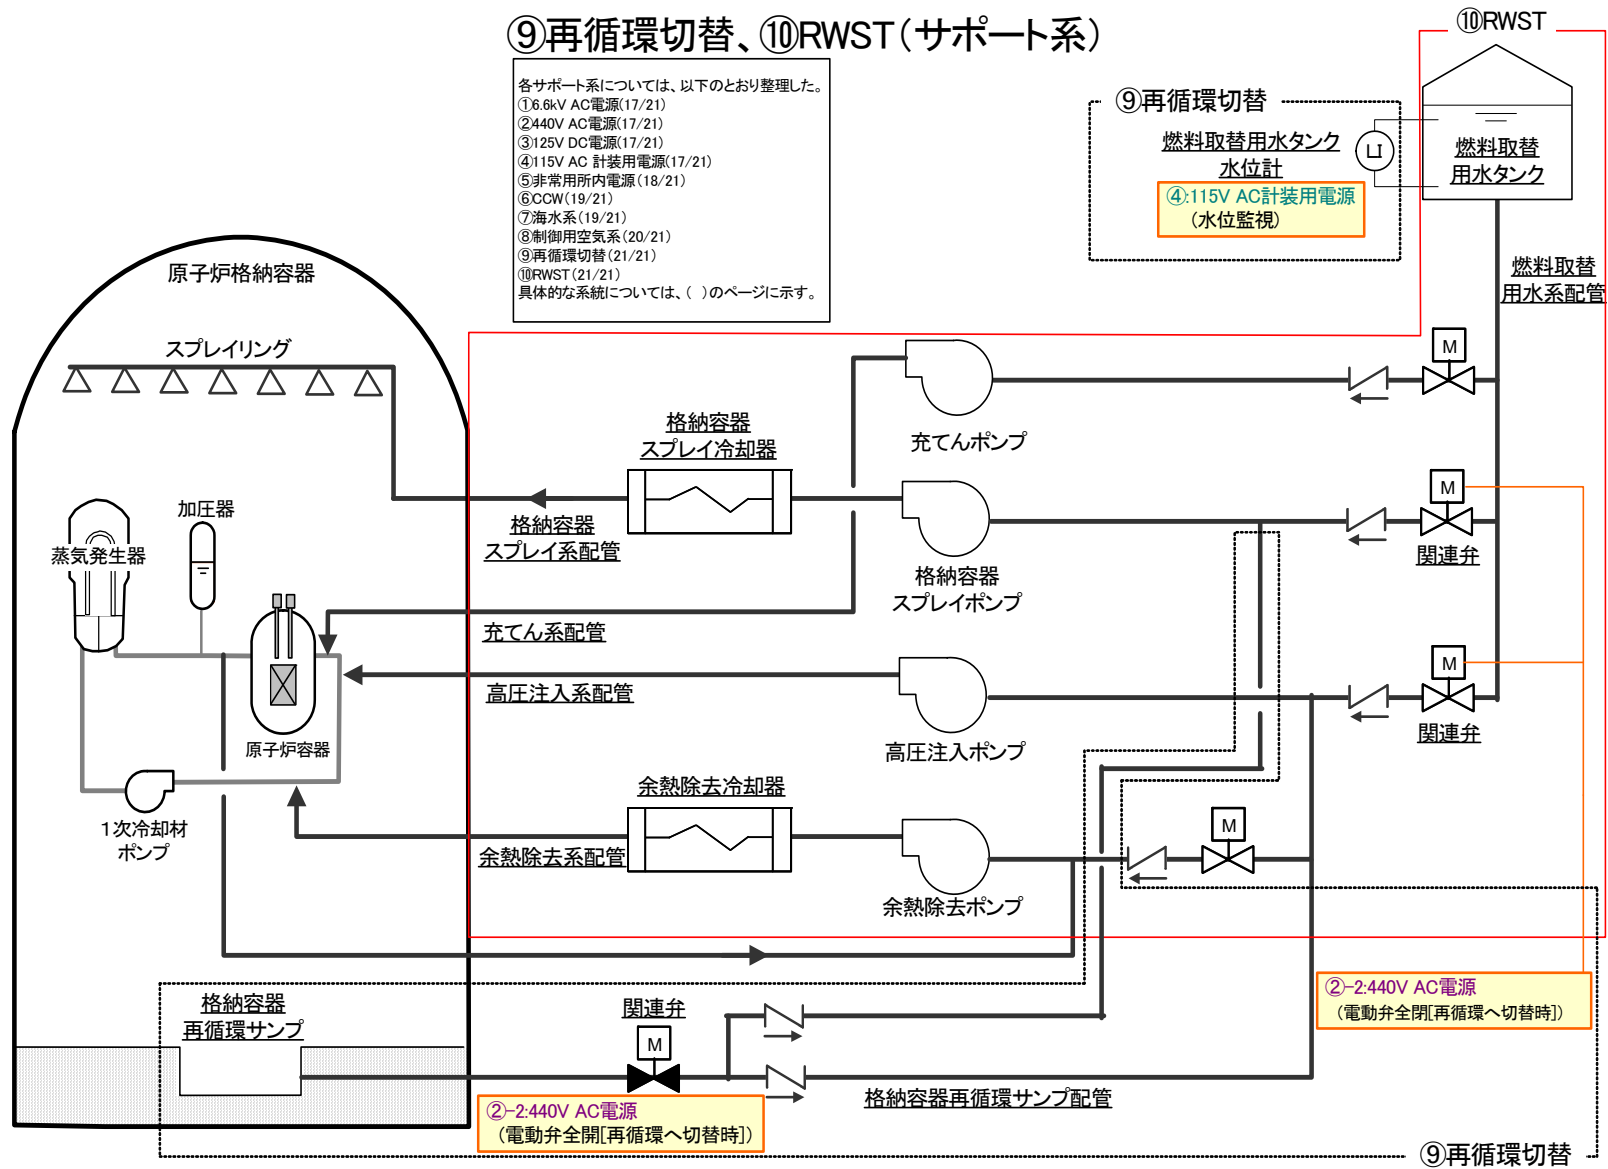 ⑨再循環切替、⑩RWST(サポート系)
各サポート系については、以下のとおり整理した。
①6.6kV AC電源(17/21)
②440V AC電源(17/21)
③125V DC電源(17/21)
④115V AC 計装用電源(17/21)
⑤非常用所内電源(18/21)
⑥CCW(19/21)
⑦海水系(19/21)
⑧制御用空気系(20/21)
⑨再循環切替(21/21)
⑩RWST(21/21)
具体的な系統については、( )のページに示す。
⑩RWST
⑨再循環切替
燃料取替用水タンク
水位計
LI
④:115V AC計装用電源
(水位監視)
燃料取替
用水タンク
燃料取替
用水系配管
原子炉格納容器
スプレイリング
格納容器
スプレイ冷却器
充てんポンプ
M
格納容器
スプレイ系配管
格納容器
スプレイポンプ
M
関連弁
加圧器
蒸気発生器
充てん系配管
高圧注入系配管
高圧注入ポンプ
M
関連弁
原子炉容器
1次冷却材
ポンプ
余熱除去冷却器
余熱除去系配管
余熱除去ポンプ
M
格納容器
再循環サンプ
関連弁
M
②-2:440V AC電源
(電動弁全閉[再循環へ切替時])
格納容器再循環サンプ配管
②-2:440V AC電源
(電動弁全開[再循環へ切替時])
⑨再循環切替